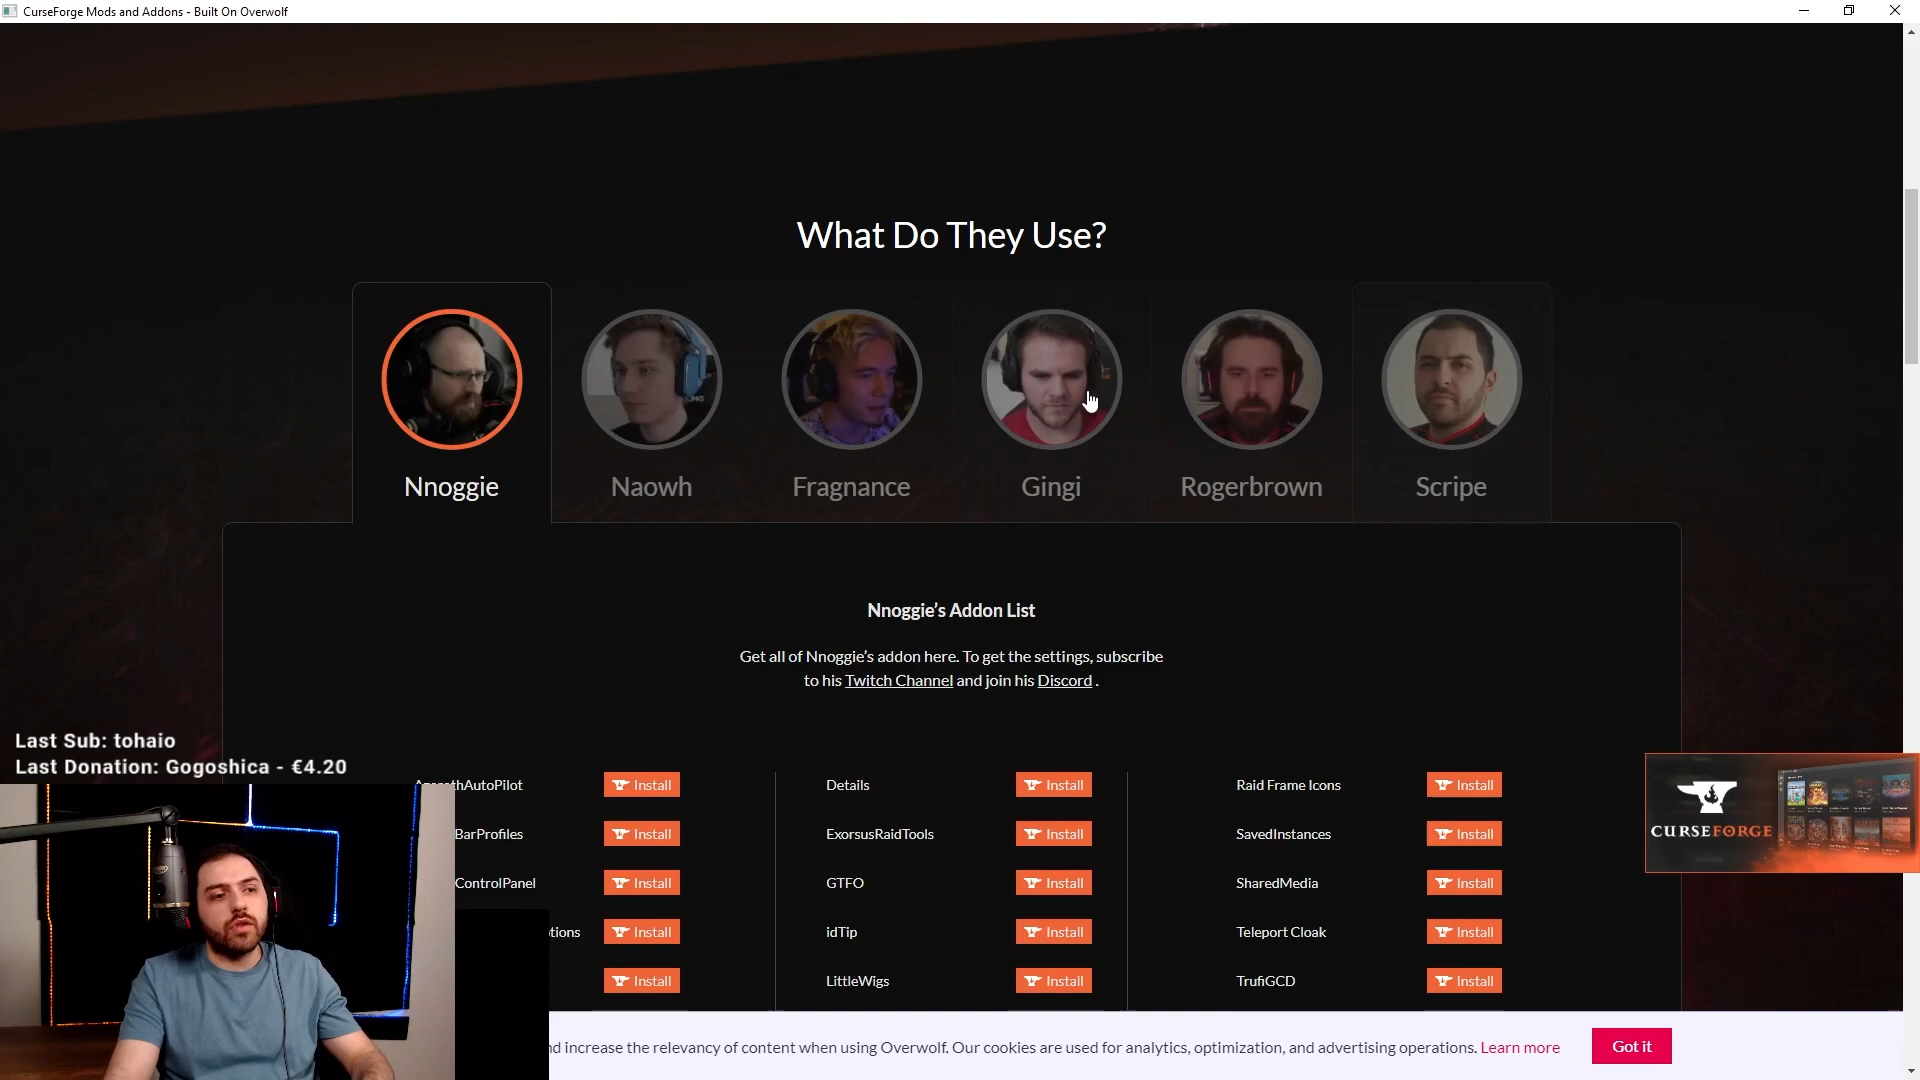 CurseForge Mods and Addons - Built On Overwolf
What Do They Use?
Nnoggie
Naowh
Fragnance
Gingi
Rogerbrown
Scripe
Nnoggie's Addon List
Get all of Nnoggie's addon here. To get the settings, subscribe
to his Twitch Channel and join his Discord .
Last Sub: tohaio
Last Donation: Gogoshica - €4.20
thAutoPilot Install
Details Install
Raid Frame Icons Install
BarProfiles Install
ExorsusRaidTools Install
SavedInstances Install
ControlPanel Install
GTFO Install
SharedMedia Install
tions Install
idTip Install
Teleport Cloak Install
Install
LittleWigs Install
TrufiGCD Install
CURSEFORGE
nd increase the relevancy of content when using Overwolf. Our cookies are used for analytics, optimization, and advertising operations. Learn more
Got it